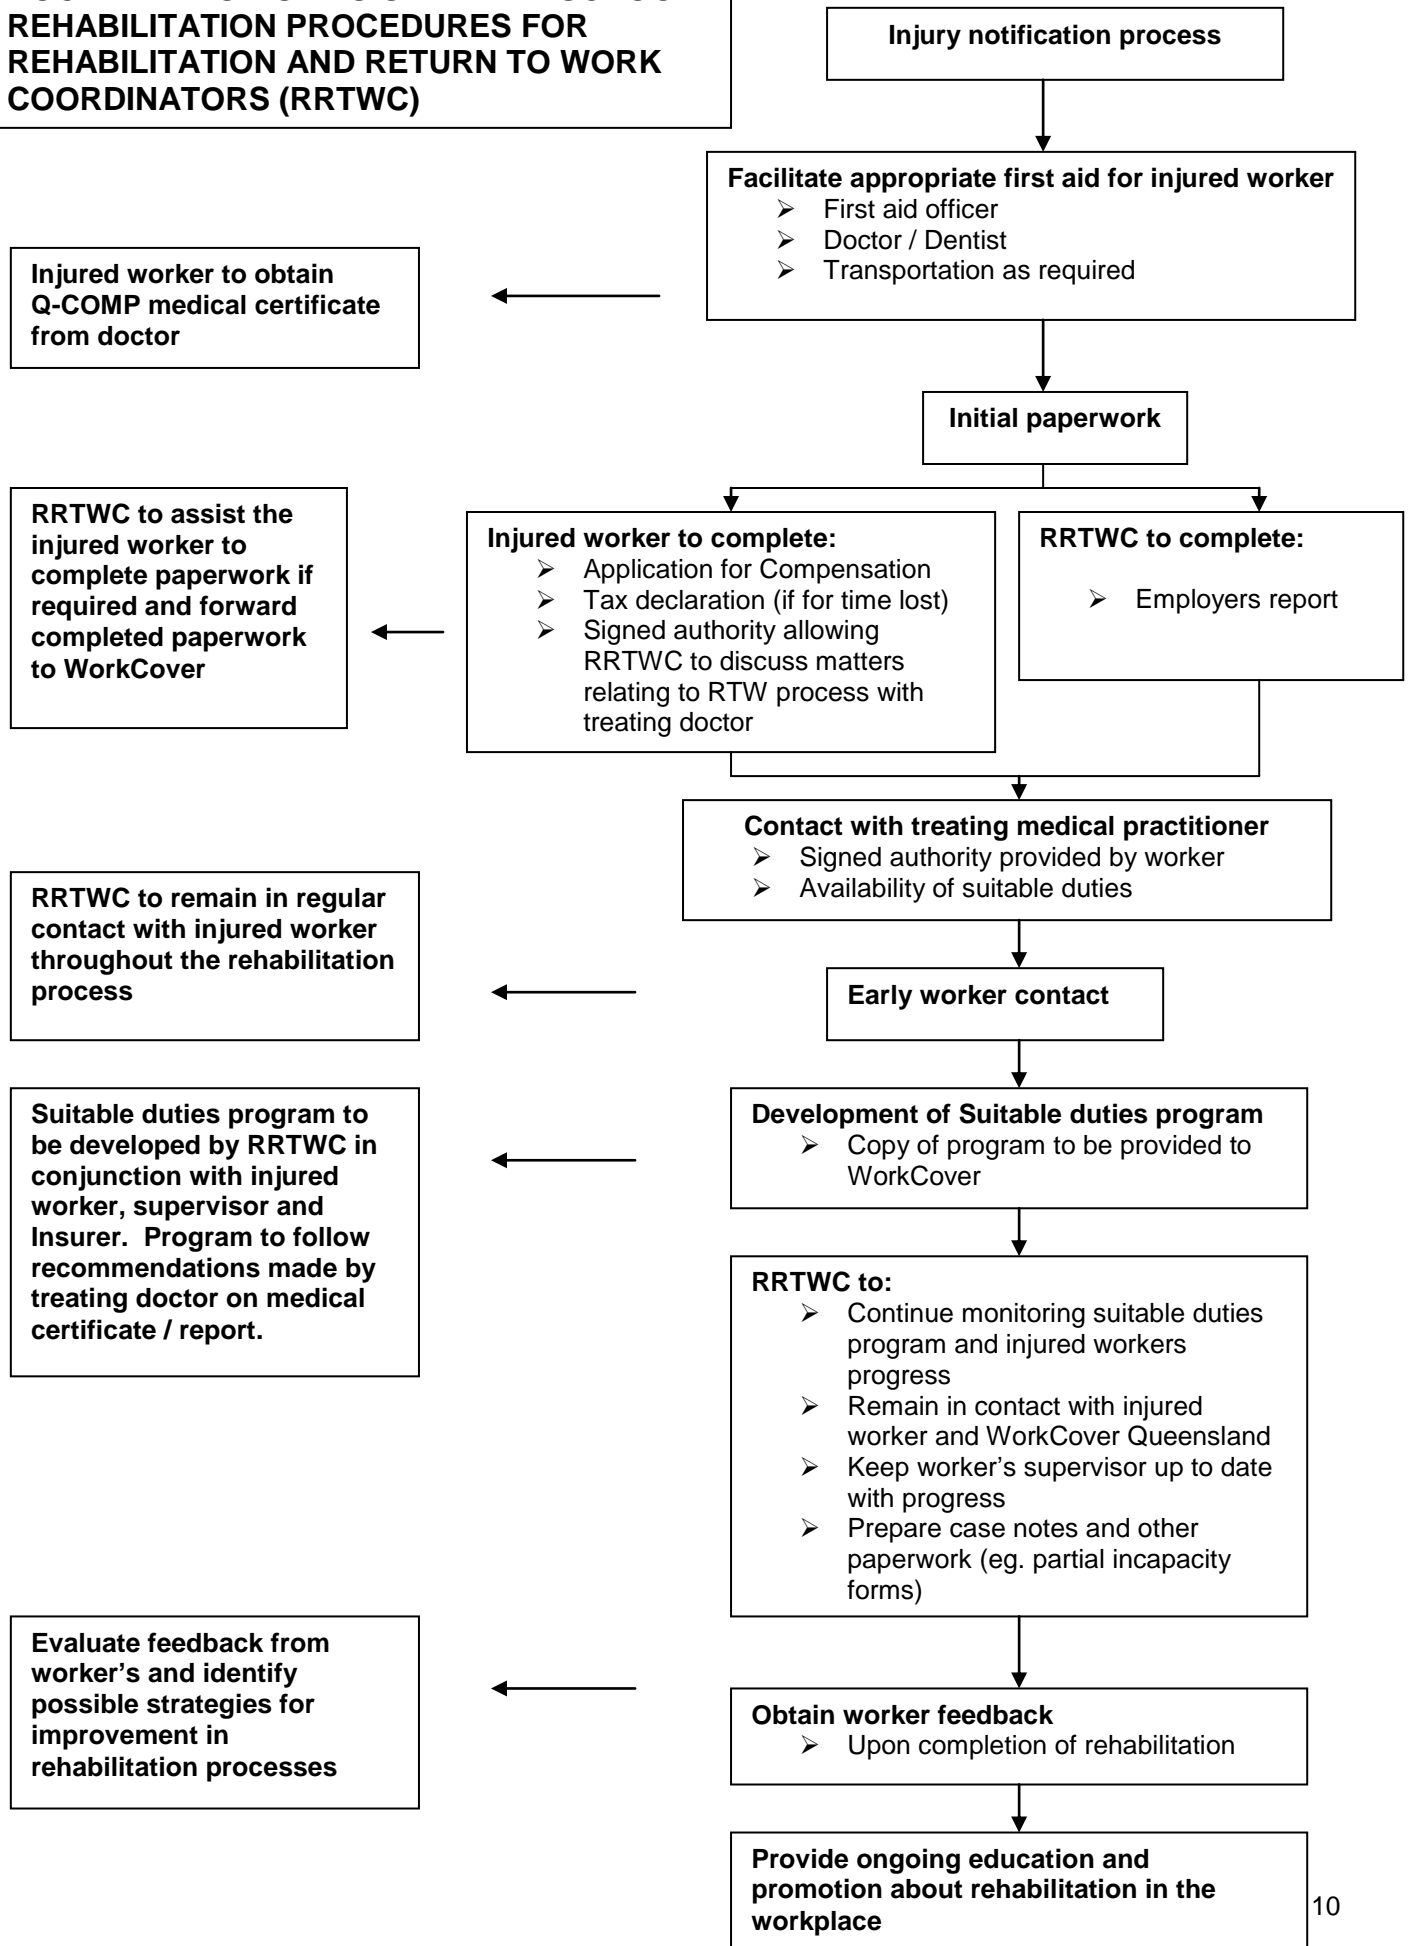 REHABILITATION PROCEDURES FOR
REHABILITATION AND RETURN TO WORK
COORDINATORS (RRTWC)
Injury notification process
Facilitate appropriate first aid for injured worker
➢ First aid officer
➢ Doctor / Dentist
➢ Transportation as required
Injured worker to obtain
Q-COMP medical certificate
from doctor
Initial paperwork
RRTWC to assist the
injured worker to
complete paperwork if
required and forward
completed paperwork
to WorkCover
Injured worker to complete:
➢ Application for Compensation
➢ Tax declaration (if for time lost)
➢ Signed authority allowing
RRTWC to discuss matters
relating to RTW process with
treating doctor
RRTWC to complete:
➢ Employers report
Contact with treating medical practitioner
➢ Signed authority provided by worker
➢ Availability of suitable duties
RRTWC to remain in regular
contact with injured worker
throughout the rehabilitation
process
Early worker contact
Suitable duties program to
be developed by RRTWC in
conjunction with injured
worker, supervisor and
Insurer.  Program to follow
recommendations made by
treating doctor on medical
certificate / report.
Development of Suitable duties program
➢ Copy of program to be provided to
WorkCover
RRTWC to:
➢ Continue monitoring suitable duties
program and injured workers
progress
➢ Remain in contact with injured
worker and WorkCover Queensland
➢ Keep worker’s supervisor up to date
with progress
➢ Prepare case notes and other
paperwork (eg. partial incapacity
forms)
Evaluate feedback from
worker’s and identify
possible strategies for
improvement in
rehabilitation processes
Obtain worker feedback
➢ Upon completion of rehabilitation
Provide ongoing education and
promotion about rehabilitation in the
workplace
10